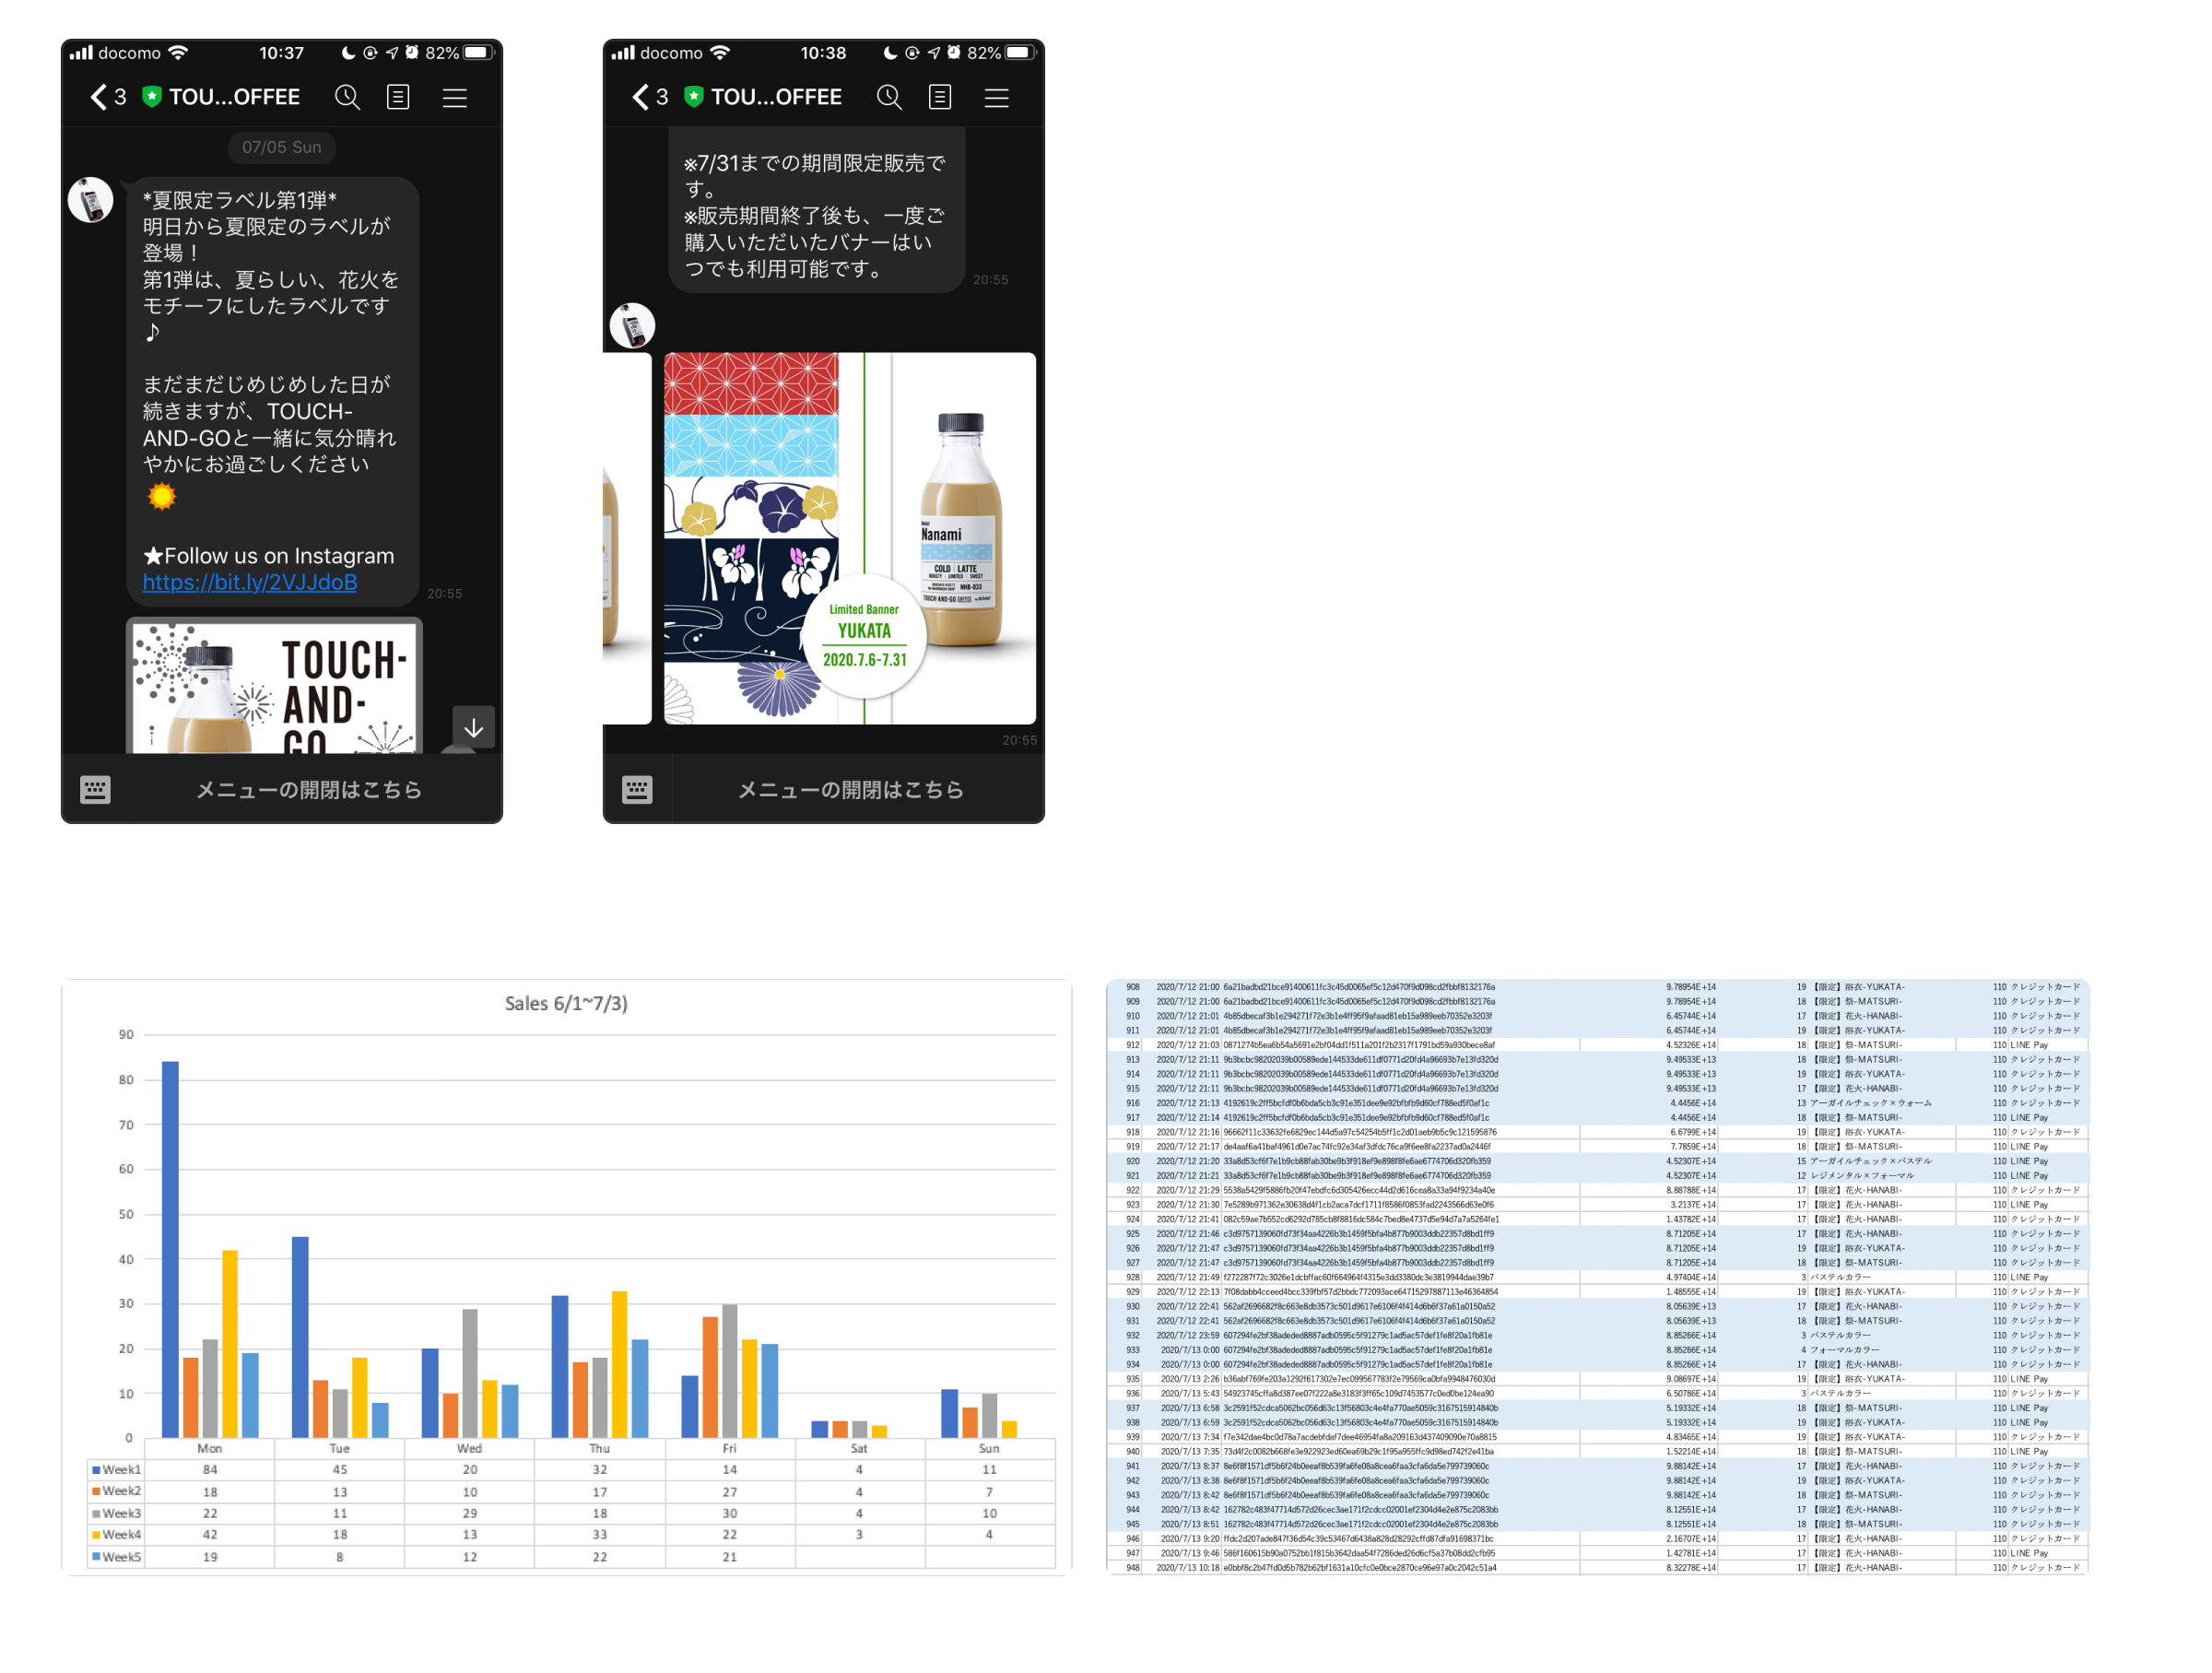 docomo 10:37 82%
3 TOU...OFFEE
07/05 Sun
*夏限定ラベル第1弾*
明日から夏限定のラベルが
登場！
第1弾は、夏らしい、花火を
モチーフにしたラベルです
♪
まだまだじめじめした日が
続きますが、TOUCH-
AND-GOと一緒に気分晴れ
やかにお過ごしください
★Follow us on Instagram
https://bit.ly/2VJJdoB
20:55
TOUCH-
AND-
GO
メニューの開閉はこちら
docomo 10:38 82%
3 TOU...OFFEE
※7/31までの期間限定販売で
す。
※販売期間終了後も、一度ご
購入いただいたバナーはい
つでも利用可能です。
20:55
Hello!
Nanami
COLD LATTE
ROASTY LIMITED SWEET
NHB-033
TOUCH-AND-GO COFFEE
Limited Banner
YUKATA
2020.7.6-7.31
20:55
メニューの開閉はこちら
Sales 6/1~7/3)
90
80
70
60
50
40
30
20
10
0
Mon Tue Wed Thu Fri Sat Sun
Week1 84 45 20 32 14 4 11
Week2 18 13 10 17 27 4 7
Week3 22 11 29 18 30 4 10
Week4 42 18 13 33 22 3 4
Week5 19 8 12 22 21
908 2020/7/12 21:00 9.78954E+14 19 【限定】浴衣-YUKATA- 110 クレジットカード
909 2020/7/12 21:00 9.78954E+14 18 【限定】祭-MATSURI- 110 クレジットカード
910 2020/7/12 21:01 6.45744E+14 17 【限定】花火-HANABI- 110 クレジットカード
911 2020/7/12 21:01 6.45744E+14 19 【限定】浴衣-YUKATA- 110 クレジットカード
912 2020/7/12 21:03 4.52326E+14 18 【限定】祭-MATSURI- 110 LINE Pay
913 2020/7/12 21:11 9.49533E+13 18 【限定】祭-MATSURI- 110 クレジットカード
914 2020/7/12 21:11 9.49533E+13 19 【限定】浴衣-YUKATA- 110 クレジットカード
915 2020/7/12 21:11 9.49533E+13 17 【限定】花火-HANABI- 110 クレジットカード
916 2020/7/12 21:13 4.4456E+14 13 アーガイルチェック×ウォーム 110 クレジットカード
917 2020/7/12 21:14 4.4456E+14 18 【限定】祭-MATSURI- 110 LINE Pay
918 2020/7/12 21:16 6.6799E+14 19 【限定】浴衣-YUKATA- 110 クレジットカード
919 2020/7/12 21:17 7.7859E+14 18 【限定】祭-MATSURI- 110 LINE Pay
920 2020/7/12 21:20 4.52307E+14 15 アーガイルチェック×パステル 110 LINE Pay
921 2020/7/12 21:21 4.52307E+14 12 レジメンタル×フォーマル 110 LINE Pay
922 2020/7/12 21:29 8.88788E+14 17 【限定】花火-HANABI- 110 クレジットカード
923 2020/7/12 21:30 3.2137E+14 17 【限定】花火-HANABI- 110 LINE Pay
924 2020/7/12 21:41 1.43782E+14 17 【限定】花火-HANABI- 110 クレジットカード
925 2020/7/12 21:46 8.71205E+14 17 【限定】花火-HANABI- 110 クレジットカード
926 2020/7/12 21:47 8.71205E+14 19 【限定】浴衣-YUKATA- 110 クレジットカード
927 2020/7/12 21:47 8.71205E+14 18 【限定】祭-MATSURI- 110 クレジットカード
928 2020/7/12 21:49 4.97404E+14 3 パステルカラー 110 LINE Pay
929 2020/7/12 22:13 1.48555E+14 19 【限定】浴衣-YUKATA- 110 クレジットカード
930 2020/7/12 22:41 8.05639E+13 17 【限定】花火-HANABI- 110 クレジットカード
931 2020/7/12 22:41 8.05639E+13 18 【限定】祭-MATSURI- 110 クレジットカード
932 2020/7/12 23:59 8.85266E+14 3 パステルカラー 110 クレジットカード
933 2020/7/13 0:00 8.85266E+14 4 フォーマルカラー 110 クレジットカード
934 2020/7/13 0:00 8.85266E+14 17 【限定】花火-HANABI- 110 クレジットカード
935 2020/7/13 2:26 9.08697E+14 19 【限定】浴衣-YUKATA- 110 LINE Pay
936 2020/7/13 5:43 6.50786E+14 3 パステルカラー 110 クレジットカード
937 2020/7/13 6:58 5.19332E+14 18 【限定】祭-MATSURI- 110 LINE Pay
938 2020/7/13 6:59 5.19332E+14 19 【限定】浴衣-YUKATA- 110 LINE Pay
939 2020/7/13 7:34 4.83465E+14 19 【限定】浴衣-YUKATA- 110 クレジットカード
940 2020/7/13 7:35 1.52214E+14 18 【限定】祭-MATSURI- 110 LINE Pay
941 2020/7/13 8:37 9.88142E+14 17 【限定】花火-HANABI- 110 クレジットカード
942 2020/7/13 8:38 9.88142E+14 19 【限定】浴衣-YUKATA- 110 クレジットカード
943 2020/7/13 8:42 9.88142E+14 18 【限定】祭-MATSURI- 110 クレジットカード
944 2020/7/13 8:42 8.12551E+14 17 【限定】花火-HANABI- 110 クレジットカード
945 2020/7/13 8:51 8.12551E+14 18 【限定】祭-MATSURI- 110 クレジットカード
946 2020/7/13 9:20 2.16707E+14 17 【限定】花火-HANABI- 110 クレジットカード
947 2020/7/13 9:46 1.42781E+14 17 【限定】花火-HANABI- 110 LINE Pay
948 2020/7/13 10:18 8.32278E+14 17 【限定】花火-HANABI- 110 クレジットカード